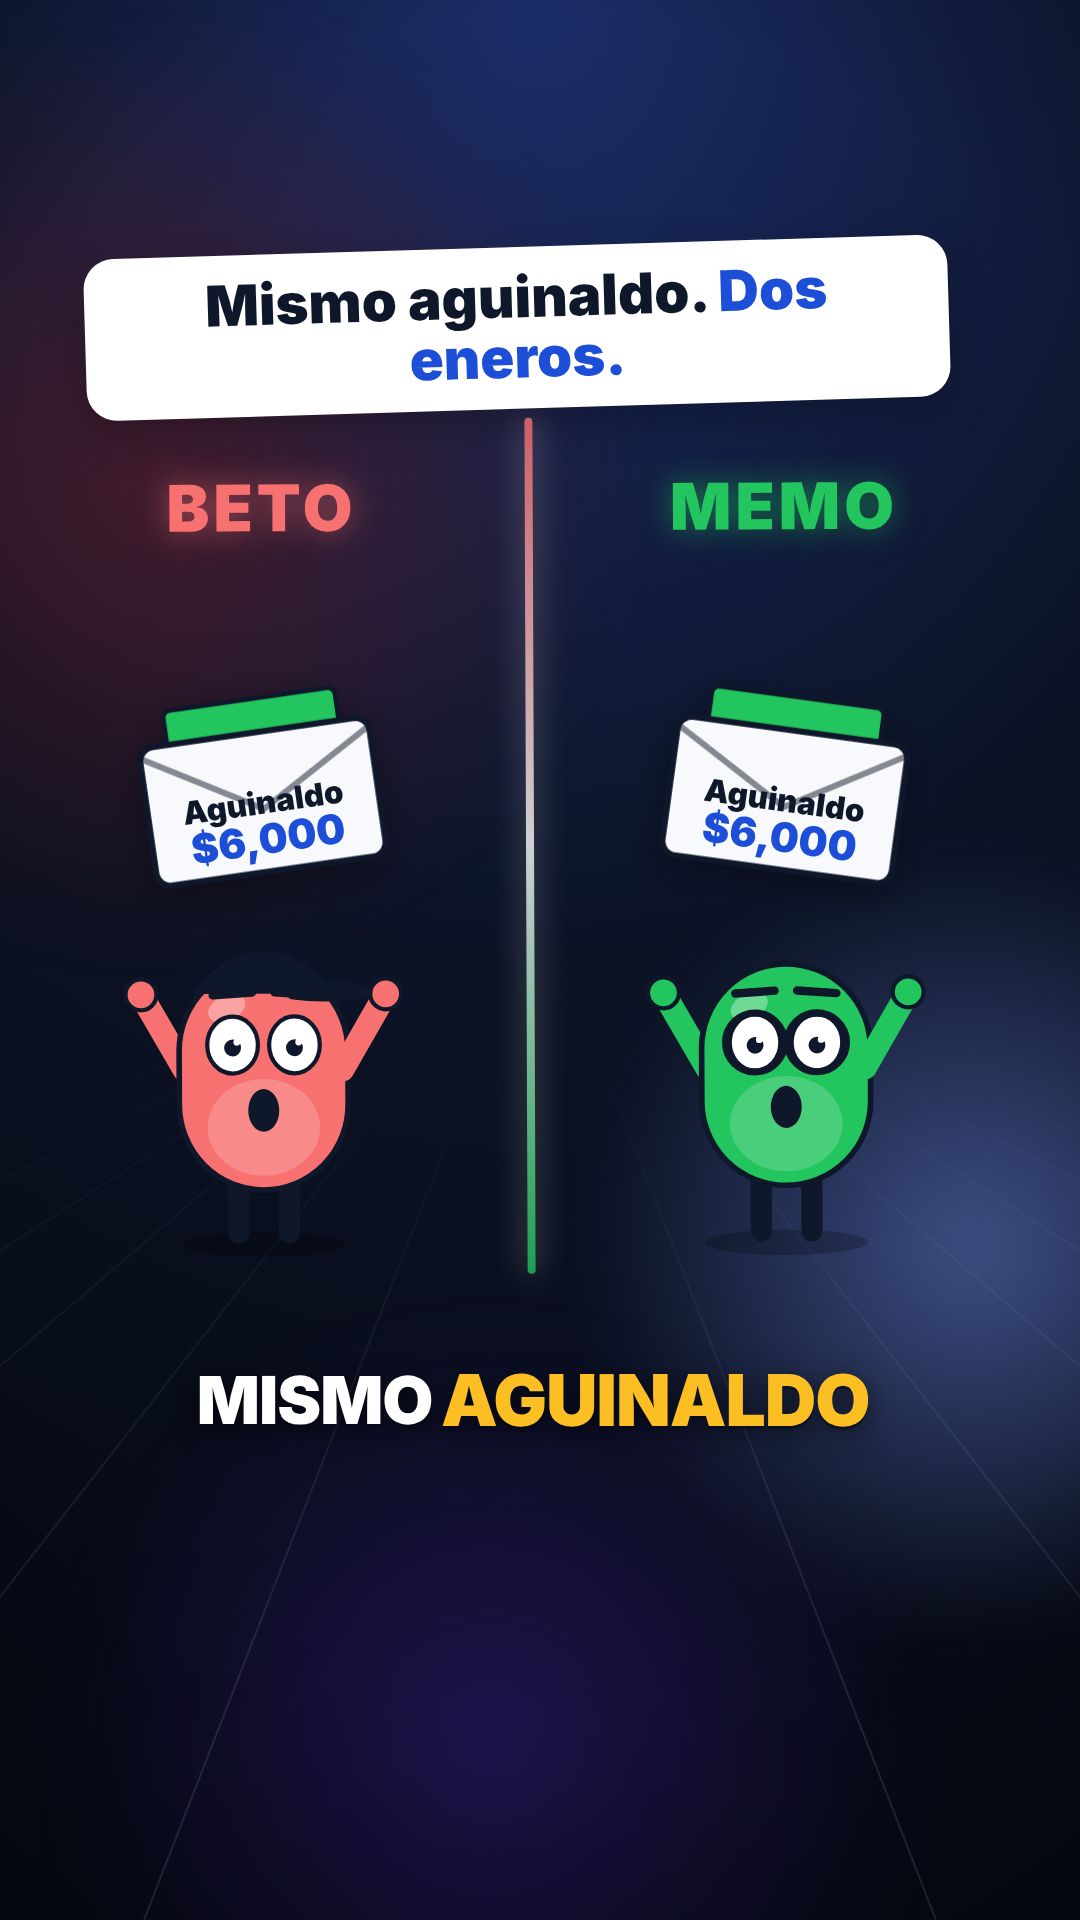 Mismo aguinaldo. Dos
eneros.
BETO
MEMO
Aguinaldo
$6,000
Aguinaldo
$6,000
MISMO AGUINALDO